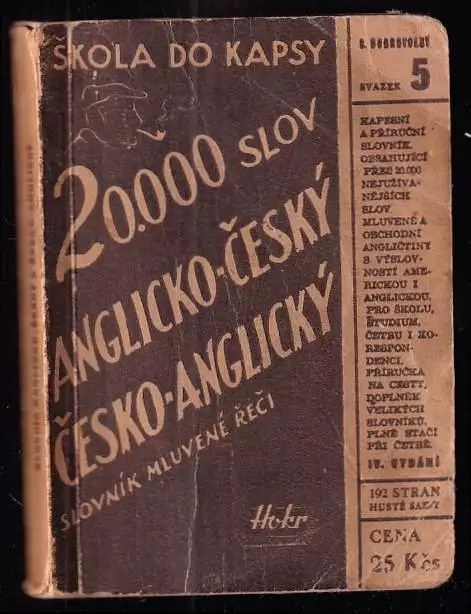 ŠKOLA DO KAPSY
20.000 SLOV
ANGLICKO-ČESKÝ
ČESKO-ANGLICKÝ
SLOVNÍK MLUVENÉ ŘEČI
Hokr
B. DOBROVOLNÝ
SVAZEK 5
KAPESNÍ
A PŘÍRUČNÍ
SLOVNÍK,
OBSAHUJÍCÍ
PŘES 20.000
NEJUŽÍVA-
NĚJŠÍCH
SLOV
MLUVENÉ A
OBCHODNÍ
ANGLIČTINY
S VÝSLOV-
NOSTÍ AME-
RICKOU I
ANGLICKOU,
PRO ŠKOLU,
STUDIUM,
ČETBU I KO-
RESPON-
DENCI,
PŘÍRUČKA
NA CESTY,
DOPLNĚK
VELIKÝCH
SLOVNÍKŮ,
PLNĚ STAČÍ
PŘI ČETBĚ.
IV. VYDÁNÍ
192 STRAN
HUSTÉ SAZBY
CENA
25 Kčs